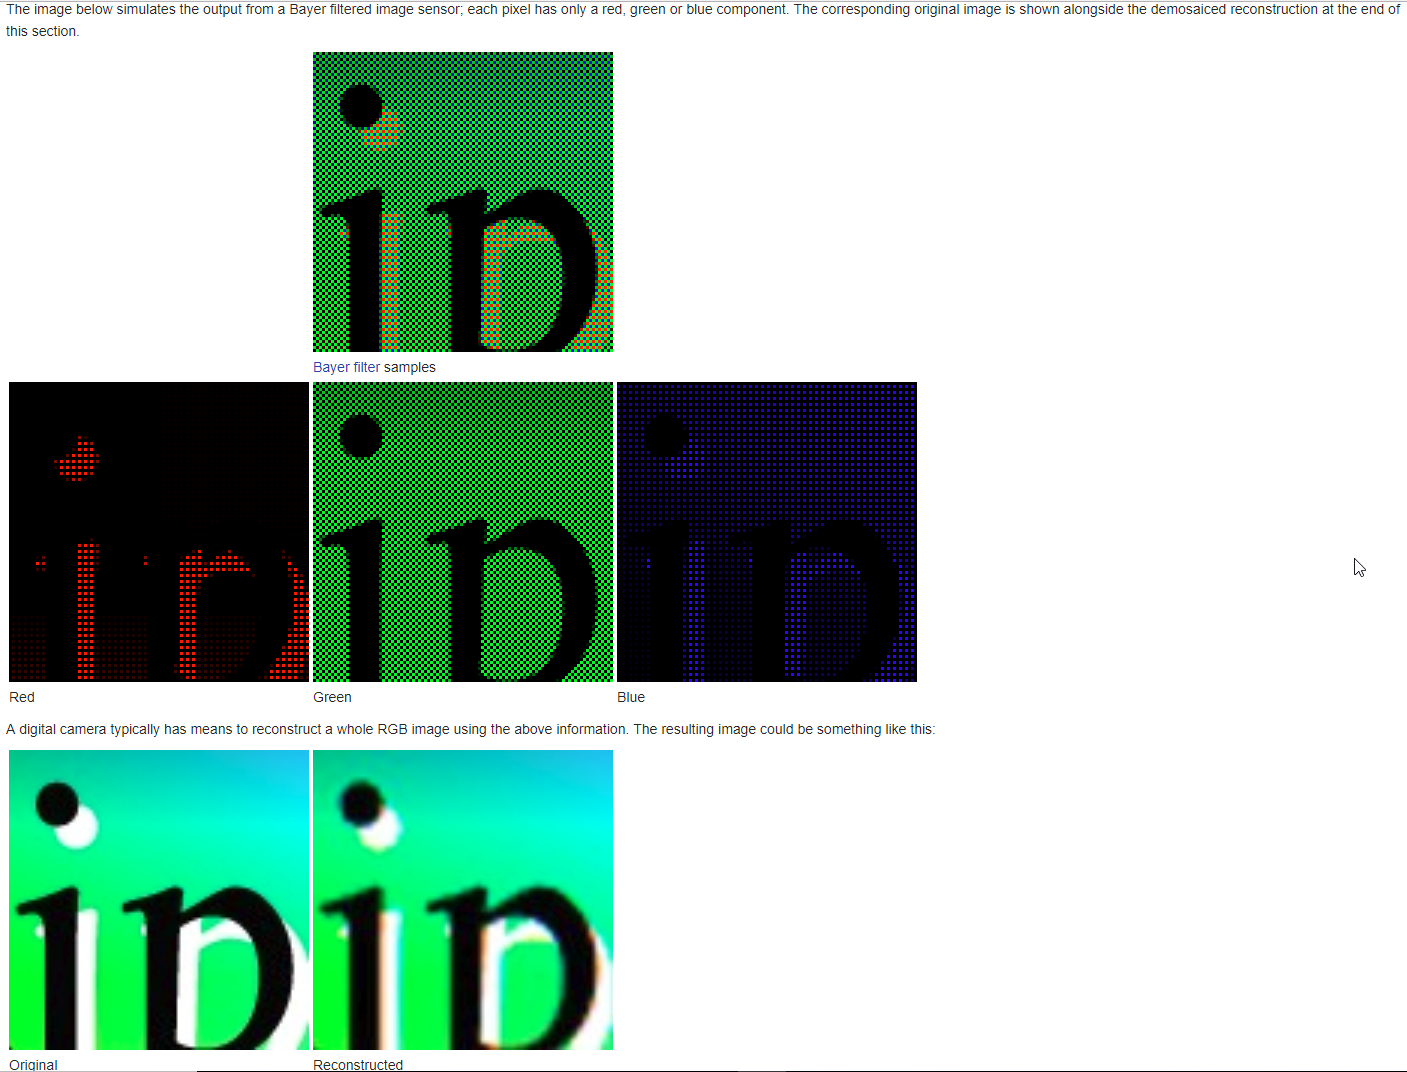 The image below simulates the output from a Bayer filtered image sensor; each pixel has only a red, green or blue component. The corresponding original image is shown alongside the demosaiced reconstruction at the end of
this section.
Bayer filter samples
Red Green Blue
A digital camera typically has means to reconstruct a whole RGB image using the above information. The resulting image could be something like this:
Original Reconstructed